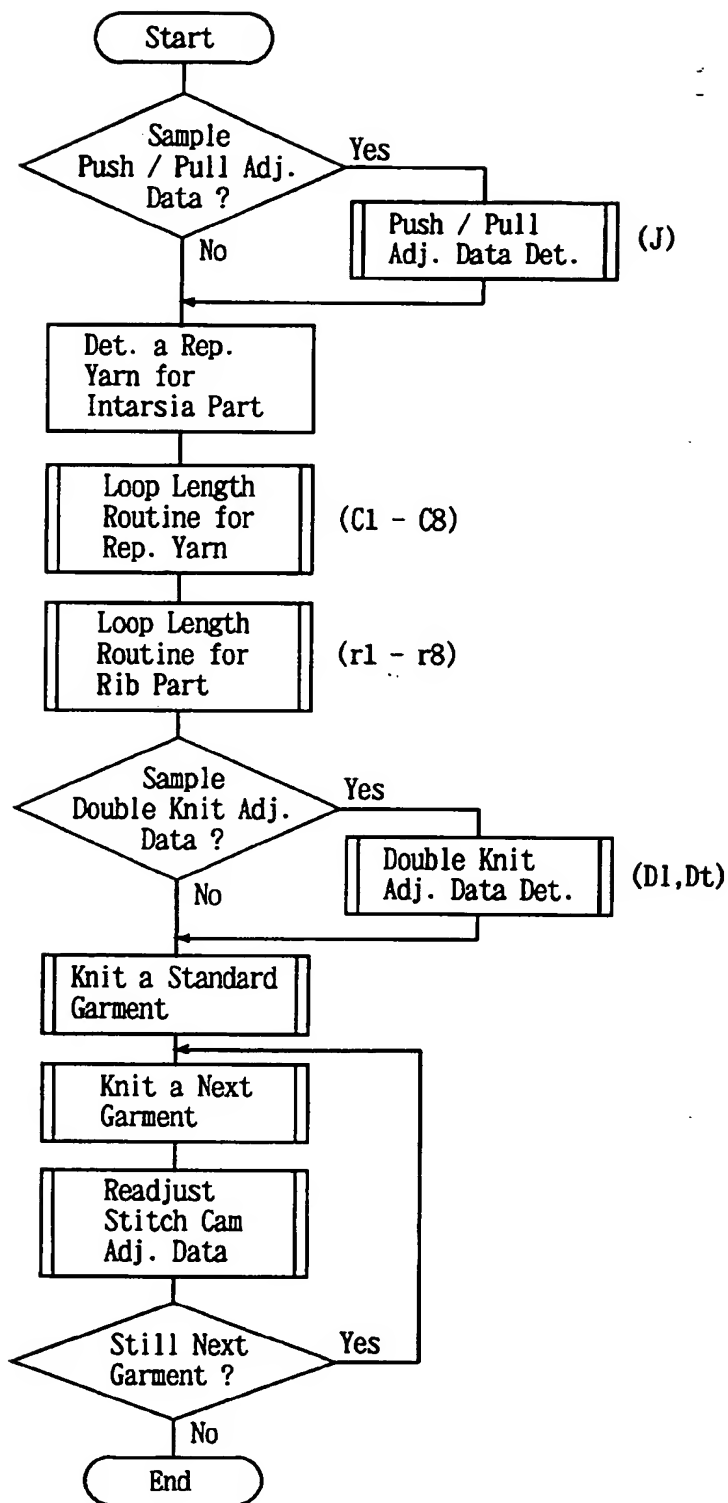 Start
Sample
Push / Pull Adj.
Data ?
Yes
Push / Pull
Adj. Data Det.
(J)
No
Det. a Rep.
Yarn for
Intarsia Part
Loop Length
Routine for
Rep. Yarn
(C1 - C8)
Loop Length
Routine for
Rib Part
(r1 - r8)
Sample
Double Knit Adj.
Data ?
Yes
Double Knit
Adj. Data Det.
(D1,Dt)
No
Knit a Standard
Garment
Knit a Next
Garment
Readjust
Stitch Cam
Adj. Data
Still Next
Garment ?
Yes
No
End